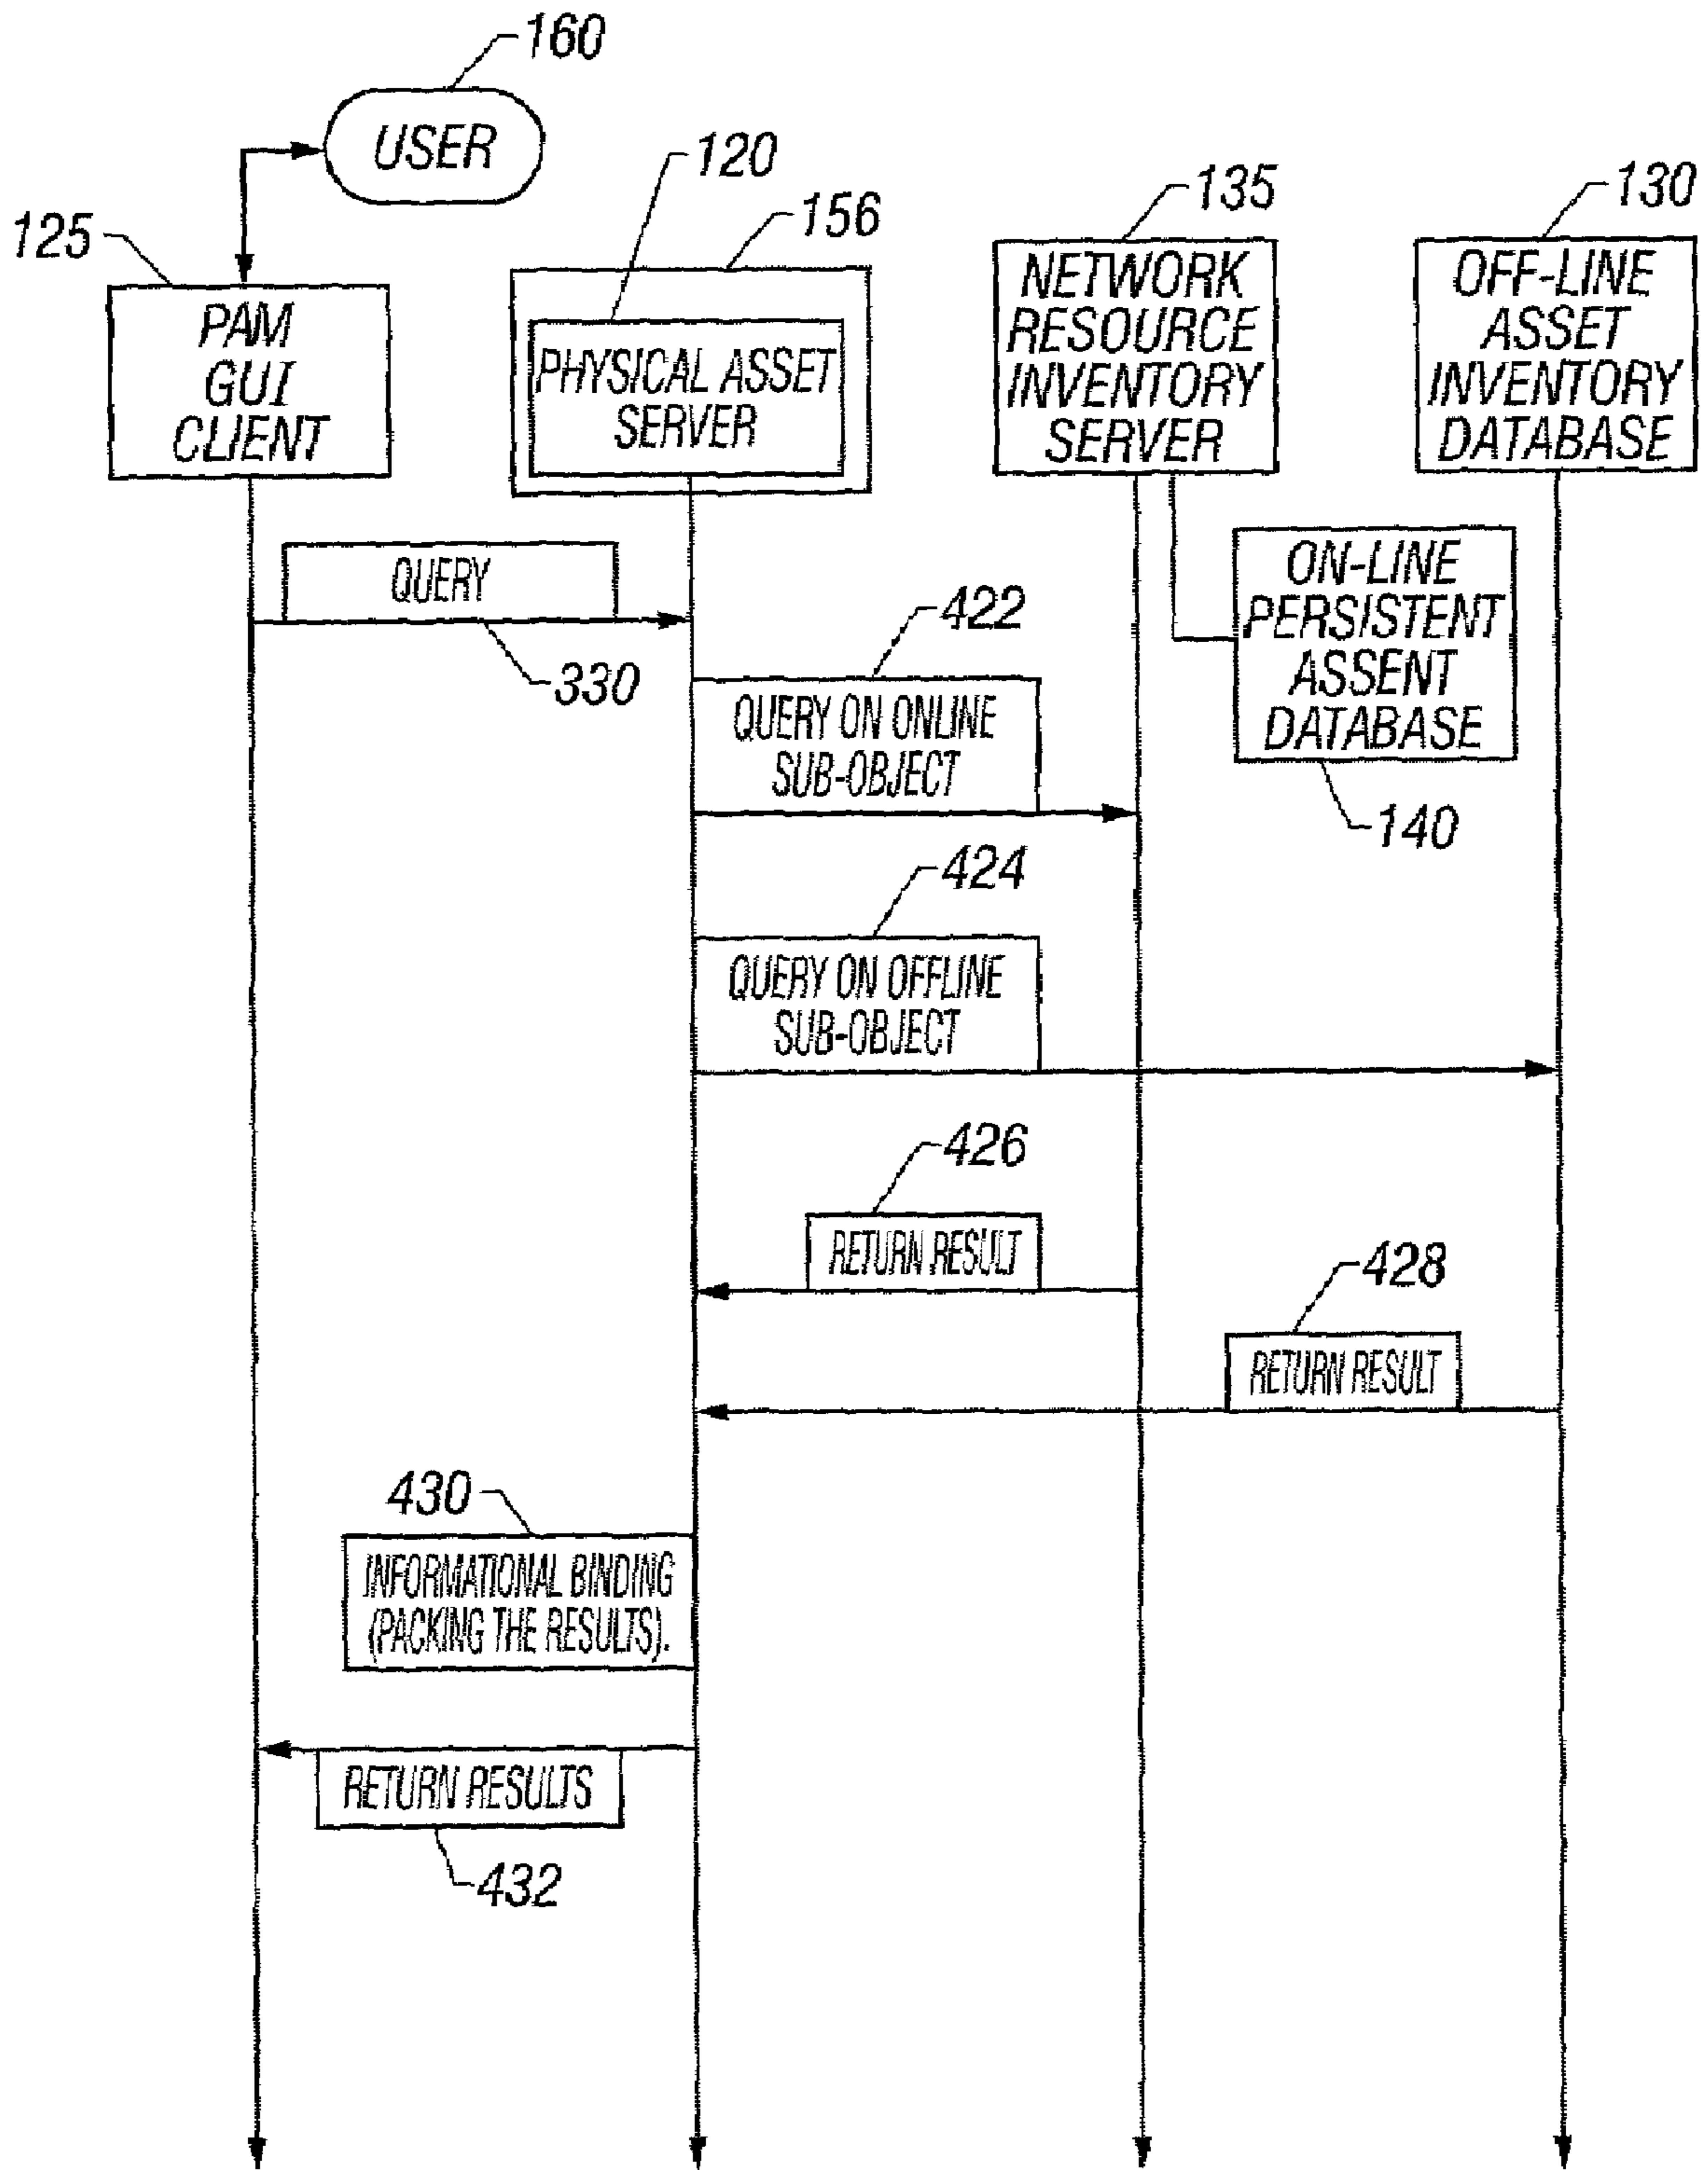 160
USER
120
156
135
130
125
PAM
GUI
CLIENT
PHYSICAL ASSET
SERVER
NETWORK
RESOURCE
INVENTORY
SERVER
OFF-LINE
ASSET
INVENTORY
DATABASE
QUERY
330
ON-LINE
PERSISTENT
ASSENT
DATABASE
140
422
QUERY ON ONLINE
SUB-OBJECT
424
QUERY ON OFFLINE
SUB-OBJECT
426
RETURN RESULT
428
RETURN RESULT
430
INFORMATIONAL BINDING
(PACKING THE RESULTS).
RETURN RESULTS
432